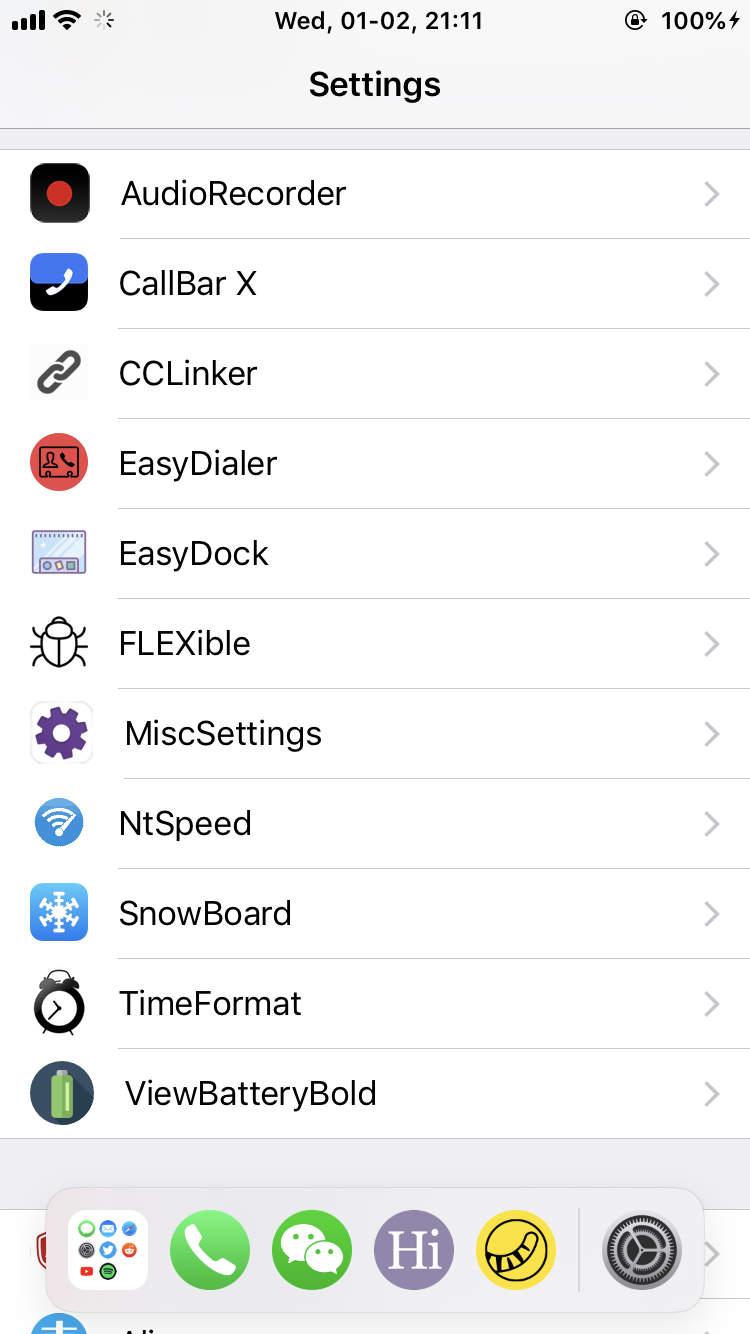 Wed, 01-02, 21:11
100%
Settings
AudioRecorder
CallBar X
CCLinker
EasyDialer
EasyDock
FLEXible
MiscSettings
NtSpeed
SnowBoard
TimeFormat
ViewBatteryBold
Hi